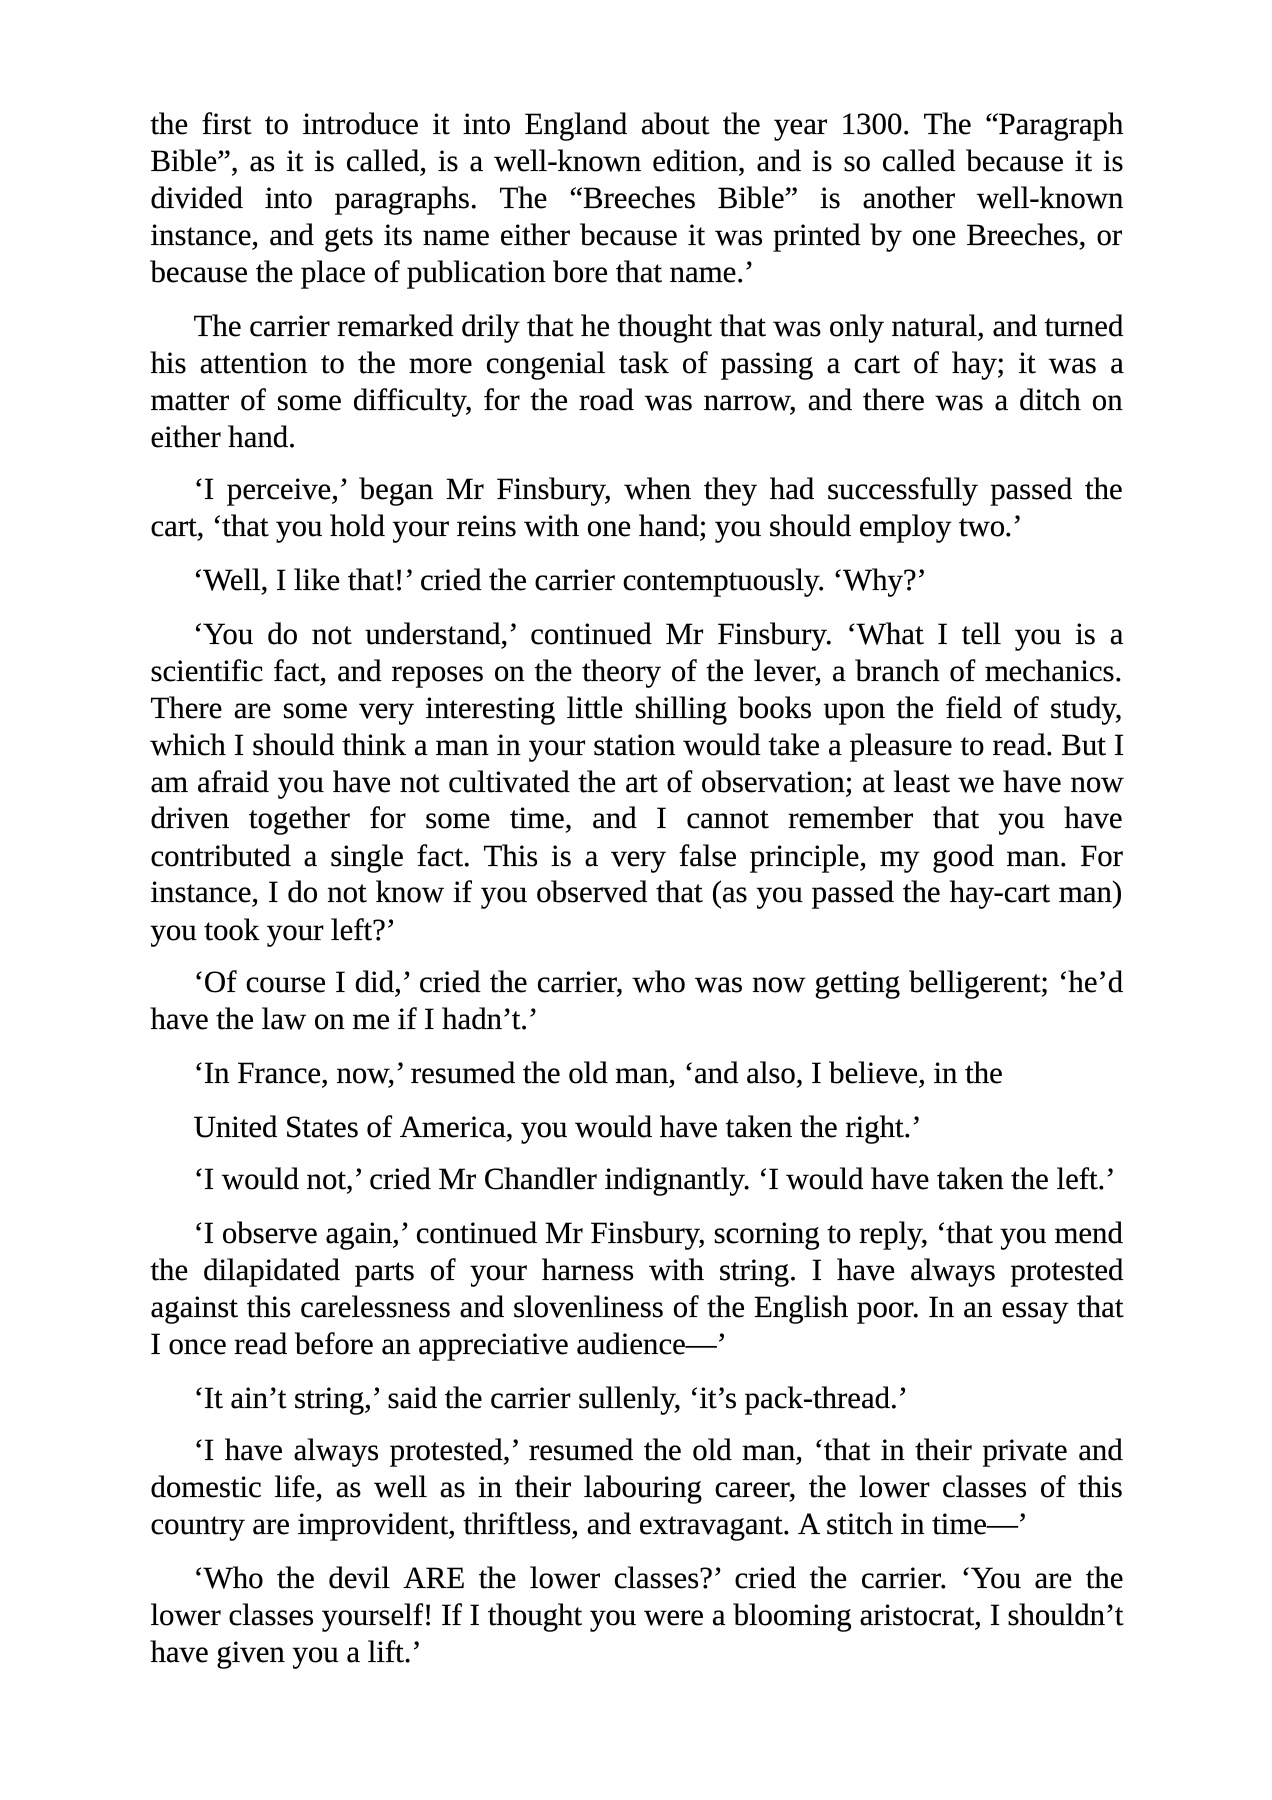 the first to introduce it into England about the year 1300. The “Paragraph
Bible”, as it is called, is a well-known edition, and is so called because it is
divided into paragraphs. The “Breeches Bible” is another well-known
instance, and gets its name either because it was printed by one Breeches, or
because the place of publication bore that name.’
The carrier remarked drily that he thought that was only natural, and turned
his attention to the more congenial task of passing a cart of hay; it was a
matter of some difficulty, for the road was narrow, and there was a ditch on
either hand.
‘I perceive,’ began Mr Finsbury, when they had successfully passed the
cart, ‘that you hold your reins with one hand; you should employ two.’
‘Well, I like that!’ cried the carrier contemptuously. ‘Why?’
‘You do not understand,’ continued Mr Finsbury. ‘What I tell you is a
scientific fact, and reposes on the theory of the lever, a branch of mechanics.
There are some very interesting little shilling books upon the field of study,
which I should think a man in your station would take a pleasure to read. But I
am afraid you have not cultivated the art of observation; at least we have now
driven together for some time, and I cannot remember that you have
contributed a single fact. This is a very false principle, my good man. For
instance, I do not know if you observed that (as you passed the hay-cart man)
you took your left?’
‘Of course I did,’ cried the carrier, who was now getting belligerent; ‘he’d
have the law on me if I hadn’t.’
‘In France, now,’ resumed the old man, ‘and also, I believe, in the
United States of America, you would have taken the right.’
‘I would not,’ cried Mr Chandler indignantly. ‘I would have taken the left.’
‘I observe again,’ continued Mr Finsbury, scorning to reply, ‘that you mend
the dilapidated parts of your harness with string. I have always protested
against this carelessness and slovenliness of the English poor. In an essay that
I once read before an appreciative audience—’
‘It ain’t string,’ said the carrier sullenly, ‘it’s pack-thread.’
‘I have always protested,’ resumed the old man, ‘that in their private and
domestic life, as well as in their labouring career, the lower classes of this
country are improvident, thriftless, and extravagant. A stitch in time—’
‘Who the devil ARE the lower classes?’ cried the carrier. ‘You are the
lower classes yourself! If I thought you were a blooming aristocrat, I shouldn’t
have given you a lift.’